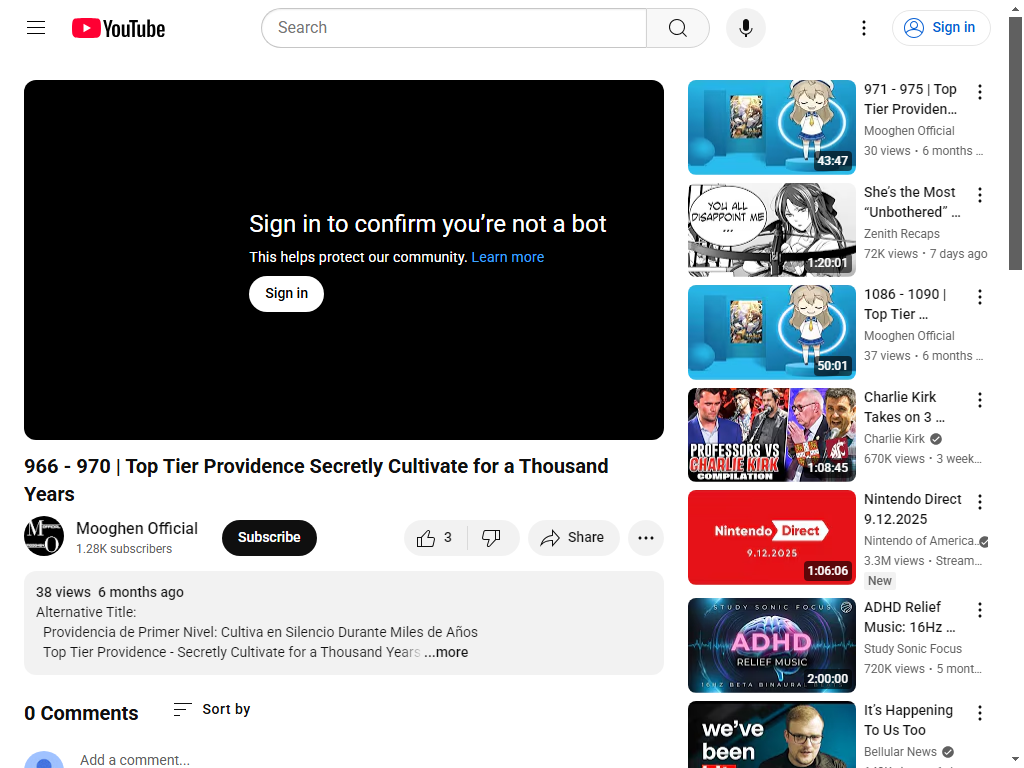 YouTube
Search
Sign in
Sign in to confirm you’re not a bot
This helps protect our community. Learn more
Sign in
966 - 970 | Top Tier Providence Secretly Cultivate for a Thousand
Years
Mooghen Official
1.28K subscribers
Subscribe
3
Share
38 views 6 months ago
Alternative Title:
Providencia de Primer Nivel: Cultiva en Silencio Durante Miles de Años
Top Tier Providence - Secretly Cultivate for a Thousand Years ...more
0 Comments
Sort by
Add a comment...
43:47
971 - 975 | Top
Tier Providen...
Mooghen Official
30 views • 6 months ...
YOU ALL
DISAPPOINT ME
...
1:20:01
She’s the Most
“Unbothered” ...
Zenith Recaps
72K views • 7 days ago
50:01
1086 - 1090 |
Top Tier ...
Mooghen Official
37 views • 6 months ...
PROFESSORS VS
CHARLIE KIRK
COMPILATION
1:08:45
Charlie Kirk
Takes on 3 ...
Charlie Kirk
670K views • 3 week...
Nintendo Direct
9.12.2025
1:06:06
Nintendo Direct
9.12.2025
Nintendo of America...
3.3M views • Stream...
New
STUDY SONIC FOCUS
ADHD
RELIEF MUSIC
2:00:00
ADHD Relief
Music: 16Hz ...
Study Sonic Focus
720K views • 5 mont...
we’ve
been
It’s Happening
To Us Too
Bellular News